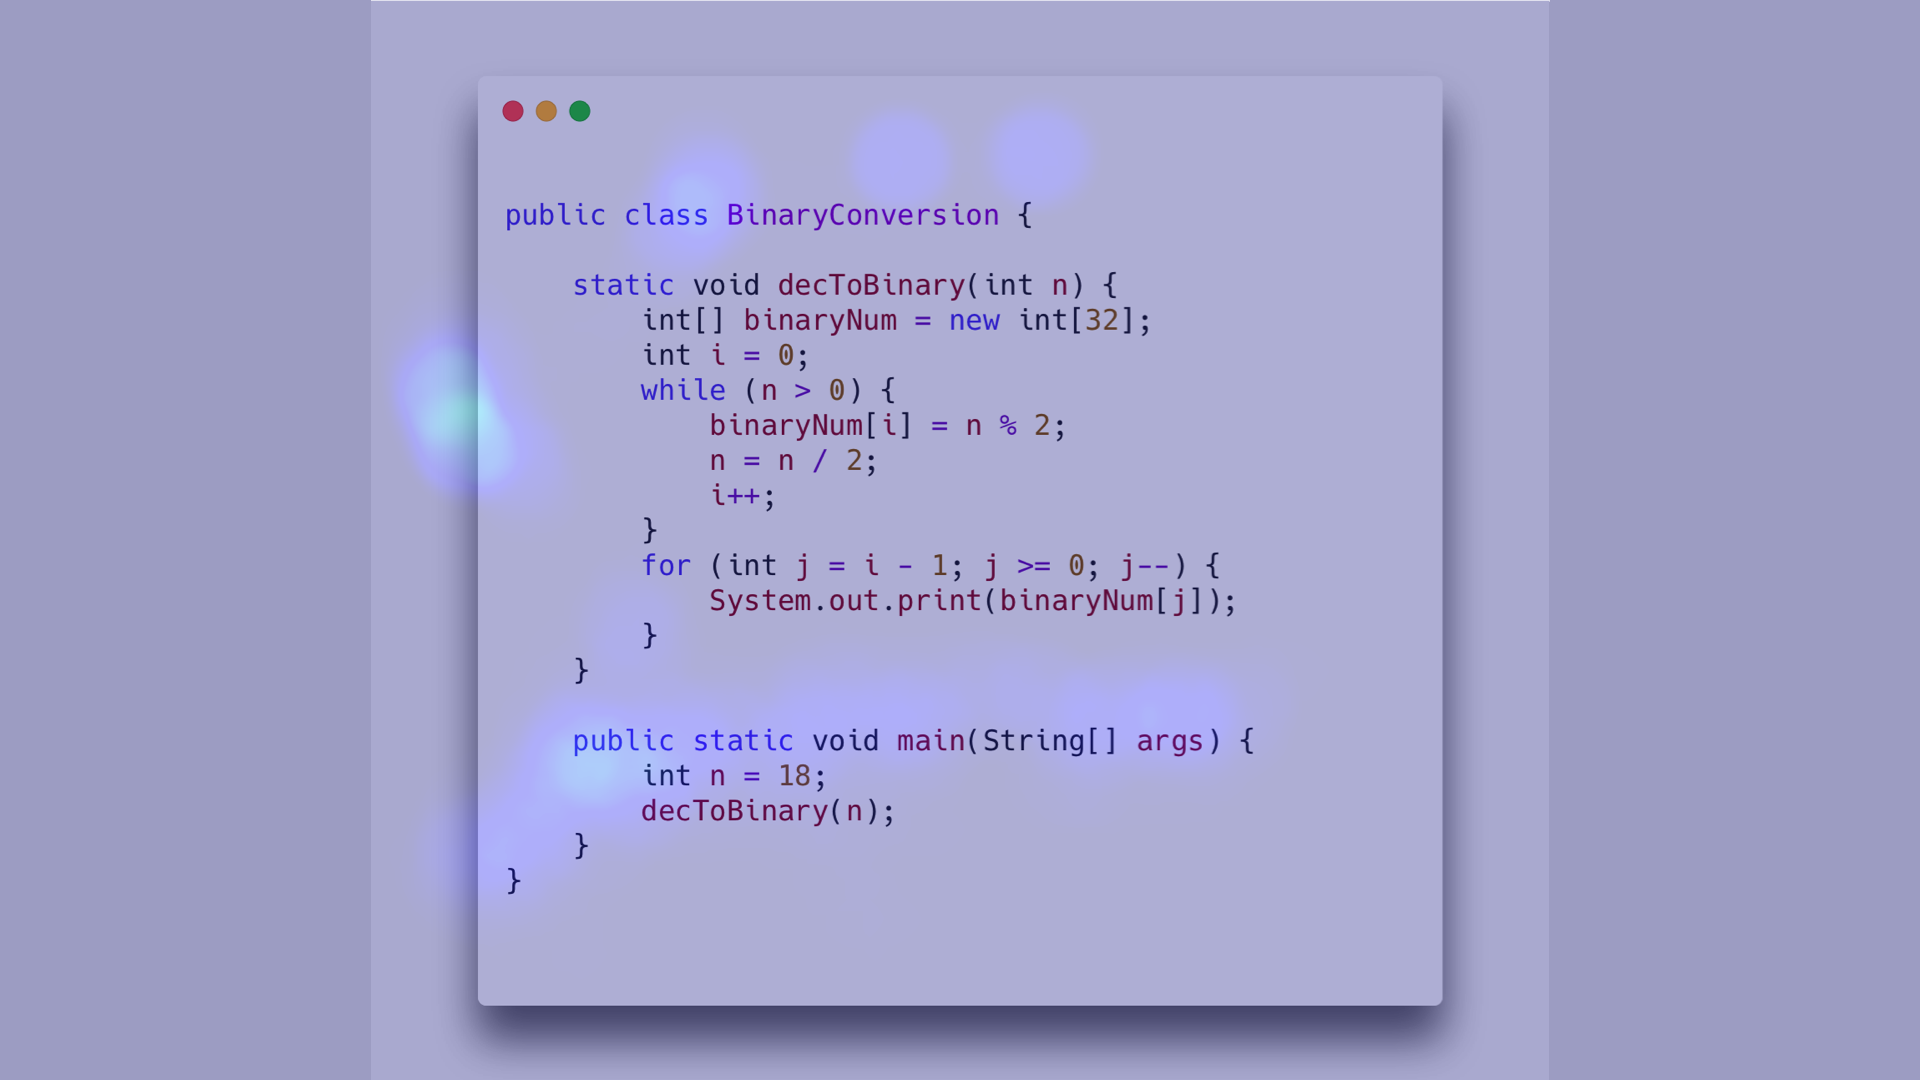 public class BinaryConversion {
static void decToBinary(int n) {
int[] binaryNum = new int[32];
int i = 0;
while (n > 0) {
binaryNum[i] = n % 2;
n = n / 2;
i++;
}
for (int j = i - 1; j >= 0; j--) {
System.out.print(binaryNum[j]);
}
}
public static void main(String[] args) {
int n = 18;
decToBinary(n);
}
}